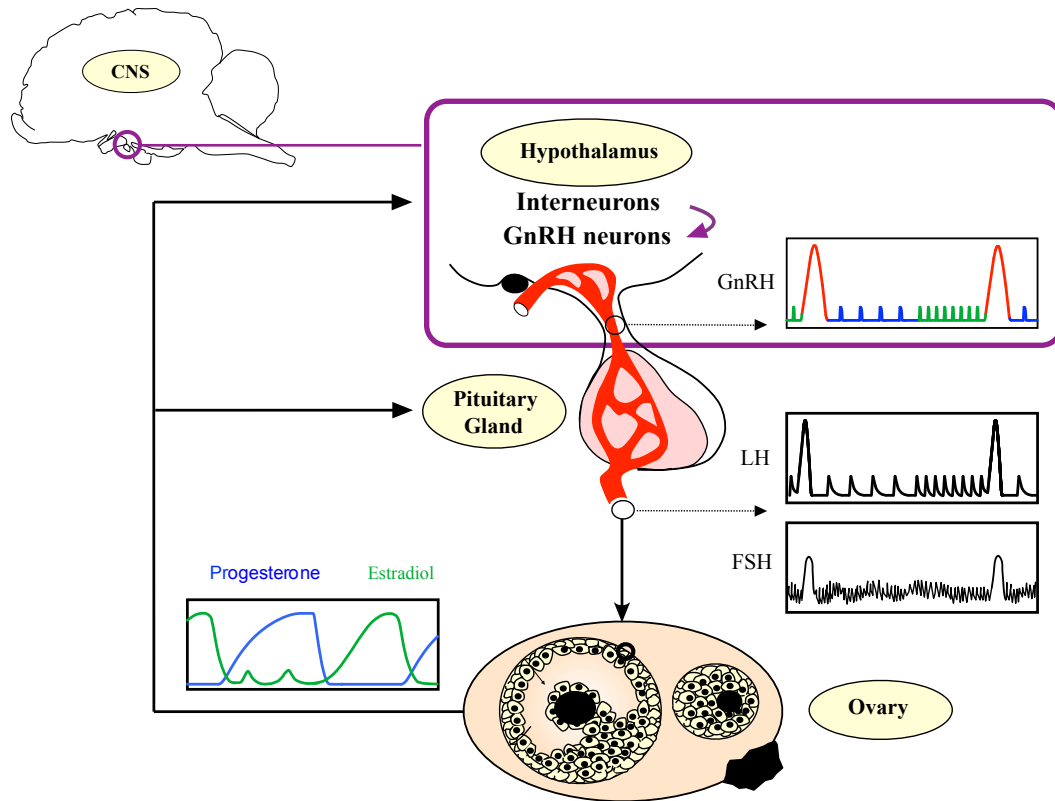 CNS
Hypothalamus
Interneurons
GnRH neurons
GnRH
Pituitary
Gland
LH
FSH
Progesterone
Estradiol
Ovary